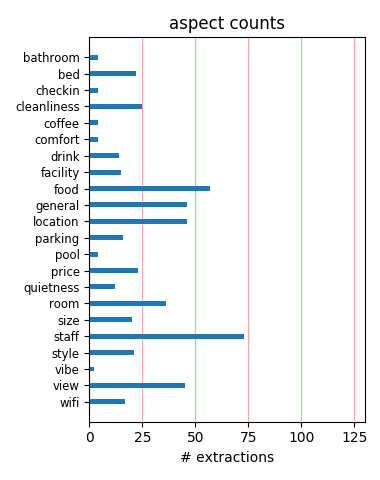 aspect counts
bathroom
bed
checkin
cleanliness
coffee
comfort
drink
facility
food
general
location
parking
pool
price
quietness
room
size
staff
style
vibe
view
wifi
0 25 50 75 100 125
# extractions